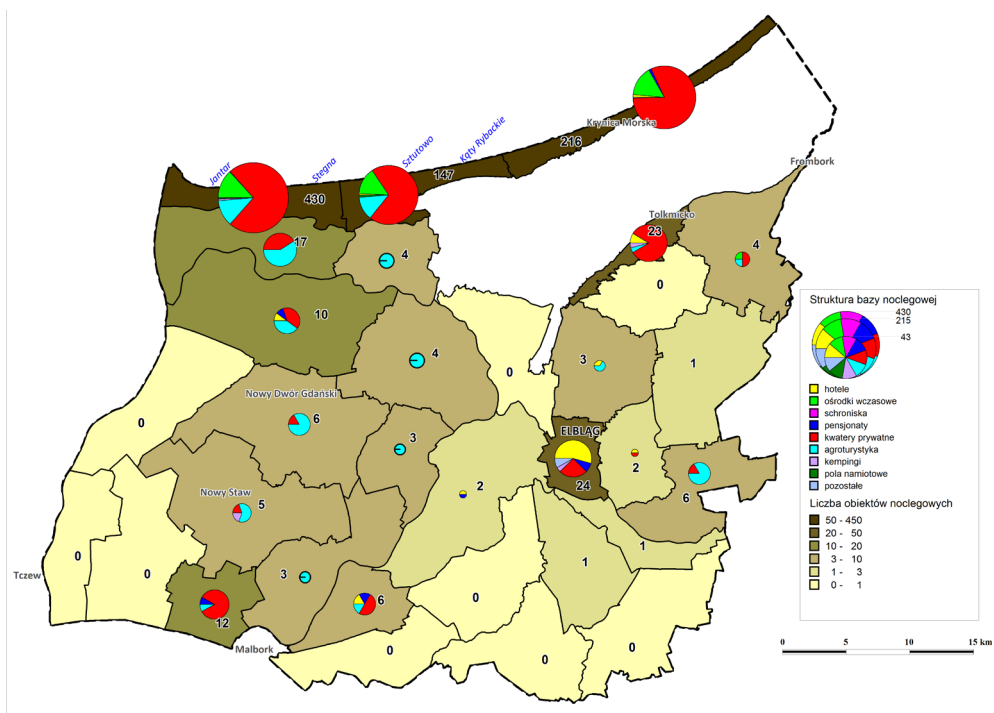 Krynica Morska
216
Kąty Rybackie
Sztutowo
147
Stegna
Jantar
430
Frombork
Tolkmicko
23
4
0
17
4
10
4
0
3
1
0
Nowy Dwór Gdański
6
3
ELBLĄG
24
2
6
2
Nowy Staw
5
0
0
Tczew
3
12
6
Malbork
1
1
0
0
0
0
Struktura bazy noclegowej
430
215
43
hotele
ośrodki wczasowe
schroniska
pensjonaty
kwatery prywatne
agroturystyka
kempingi
pola namiotowe
pozostałe
Liczba obiektów noclegowych
50 - 450
20 - 50
10 - 20
3 - 10
1 - 3
0 - 1
0 5 10 15 km